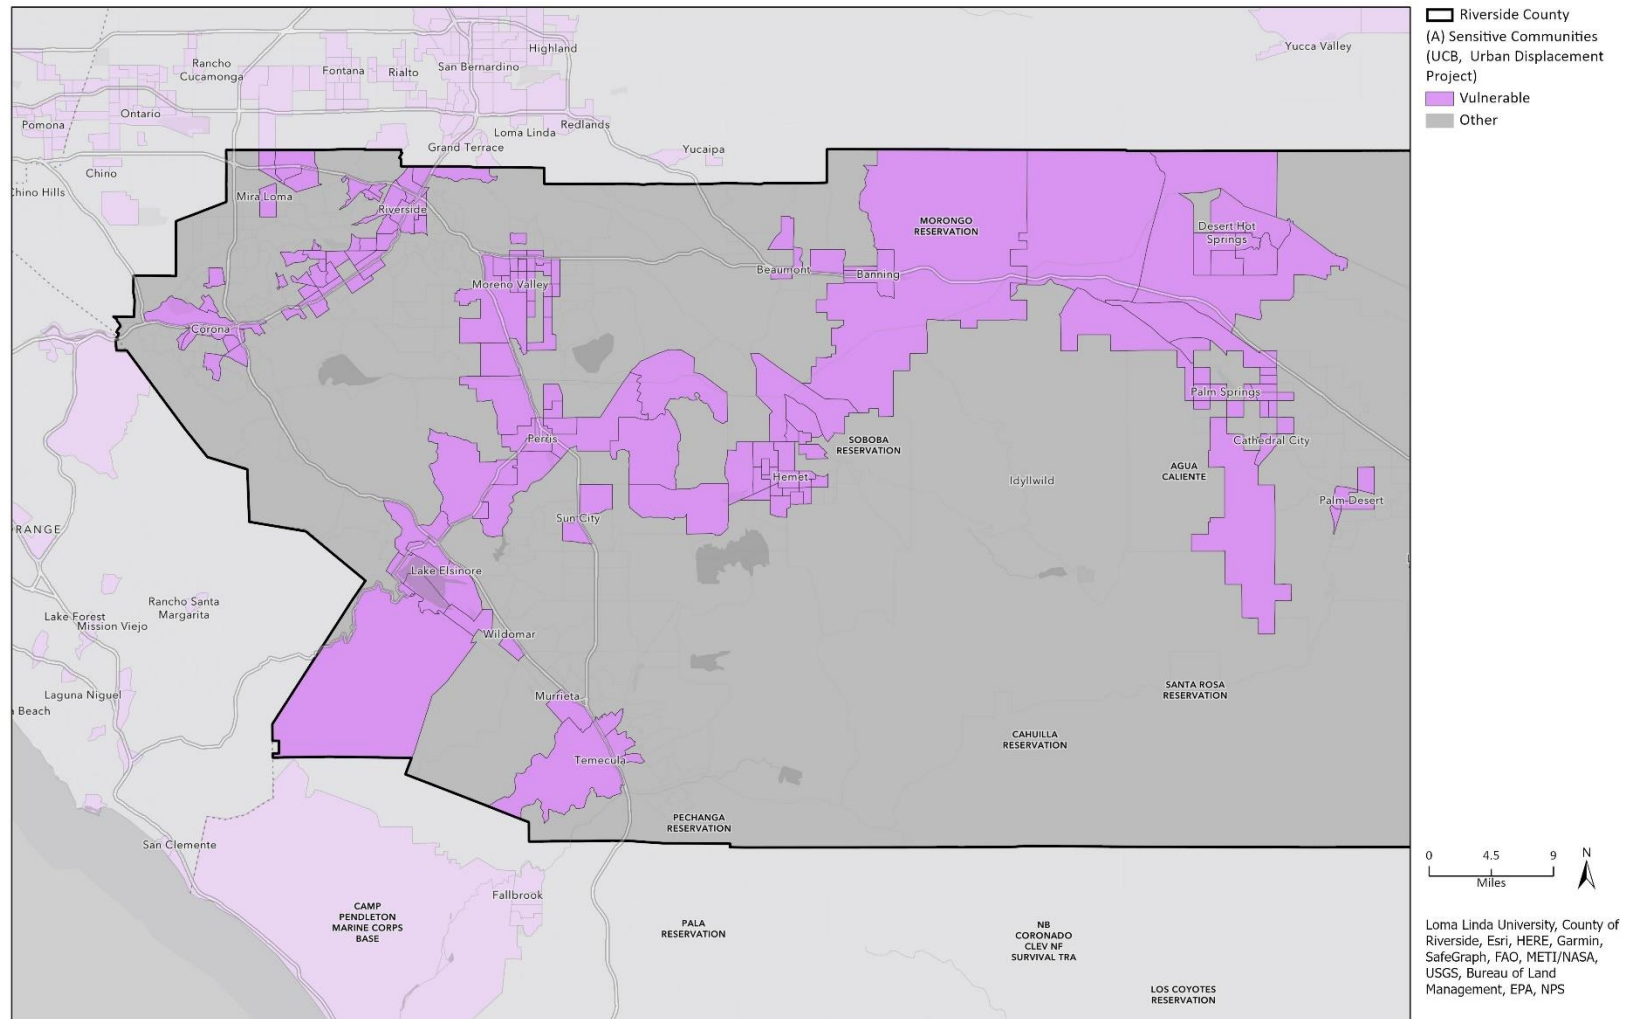 Highland
Yucca Valley
Rancho
Cucamonga
Fontana
Rialto
San Bernardino
Ontario
Pomona
Loma Linda
Redlands
Grand Terrace
Yucaipa
Chino
Chino Hills
Mira Loma
Riverside
MORONGO
RESERVATION
Desert Hot
Springs
Beaumont
Banning
Moreno Valley
Corona
Palm Springs
Perris
SOBOBA
RESERVATION
Cathedral City
Hemet
Idyllwild
AGUA
CALIENTE
Palm Desert
Sun City
RANGE
Lake Elsinore
Rancho Santa
Margarita
Lake Forest
Mission Viejo
Wildomar
Laguna Niguel
Beach
Murrieta
SANTA ROSA
RESERVATION
CAHUILLA
RESERVATION
Temecula
PECHANGA
RESERVATION
San Clemente
Fallbrook
CAMP
PENDLETON
MARINE CORPS
BASE
PALA
RESERVATION
NB
CORONADO
CLEV NF
SURVIVAL TRA
LOS COYOTES
RESERVATION
Riverside County
(A) Sensitive Communities
(UCB, Urban Displacement
Project)
Vulnerable
Other
0 4.5 9
Miles
N
Loma Linda University, County of
Riverside, Esri, HERE, Garmin,
SafeGraph, FAO, METI/NASA,
USGS, Bureau of Land
Management, EPA, NPS